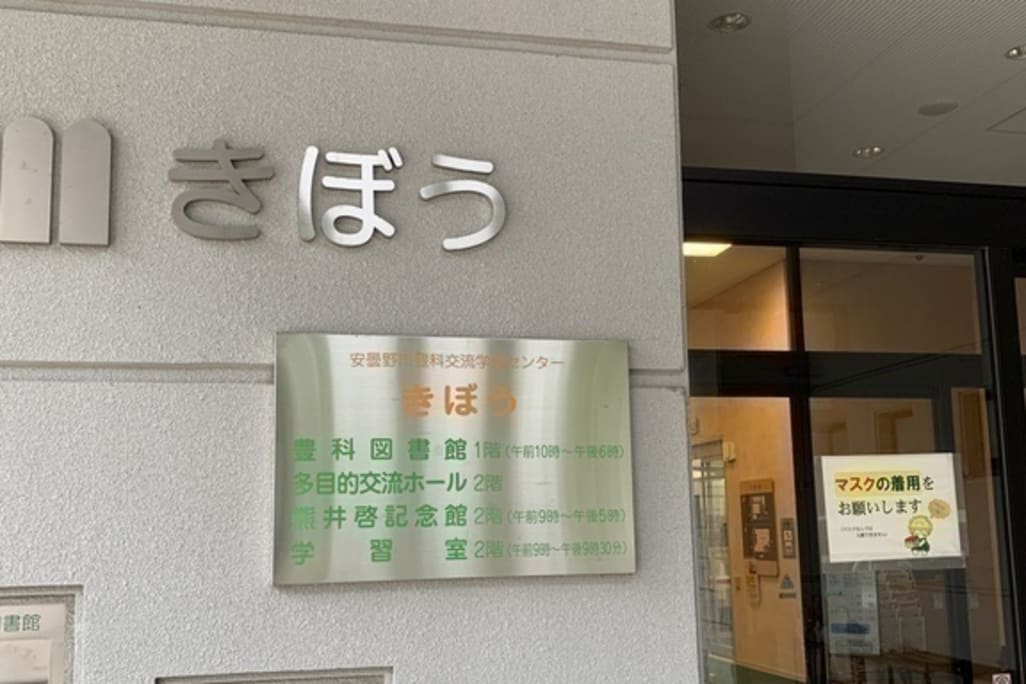 きぼう
安曇野市豊科交流学習センター
きぼう
豊科図書館 1階(午前10時~午後6時)
多目的交流ホール 2階
熊井啓記念館 2階(午前9時~午後5時)
学習室 2階(午前9時~午後9時30分)
マスクの着用を
お願いします
書館